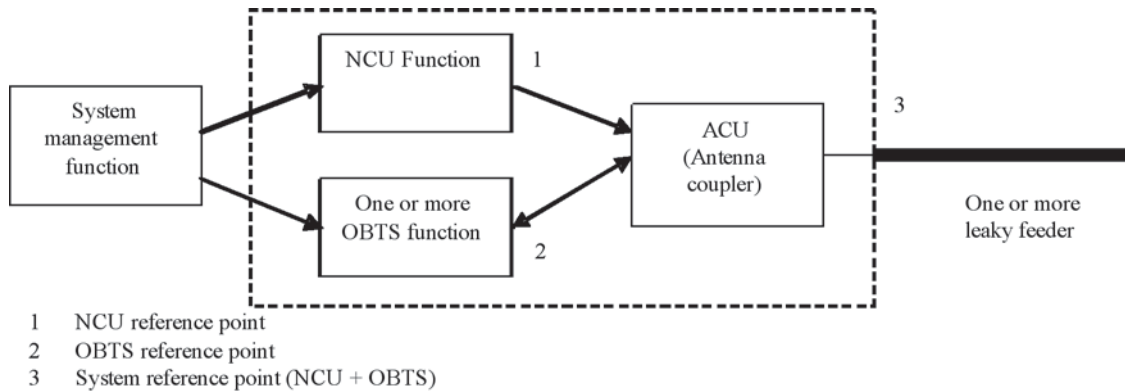 System
management
function
NCU Function
1
One or more
OBTS function
2
ACU
(Antenna
coupler)
3
One or more
leaky feeder
1 NCU reference point
2 OBTS reference point
3 System reference point (NCU + OBTS)